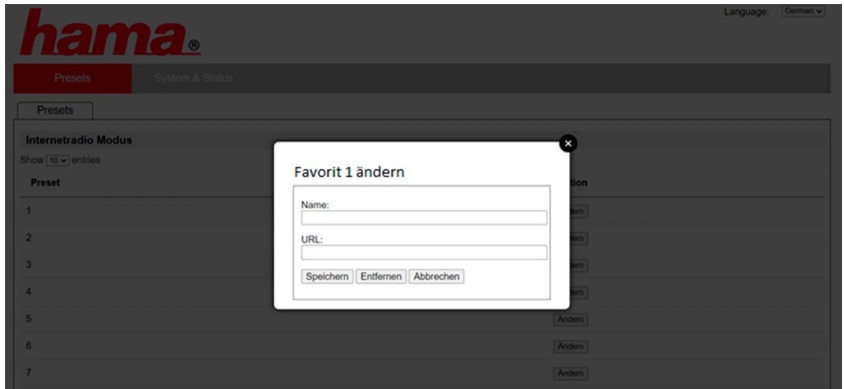 Language: German
hama®
Presets System & Status
Presets
Internetradio Modus
Show 10 entries
Preset
1
2
3
4
5 Ändern
6 Ändern
7 Ändern
Favorit 1 ändern
Name:
URL:
Speichern Entfernen Abbrechen